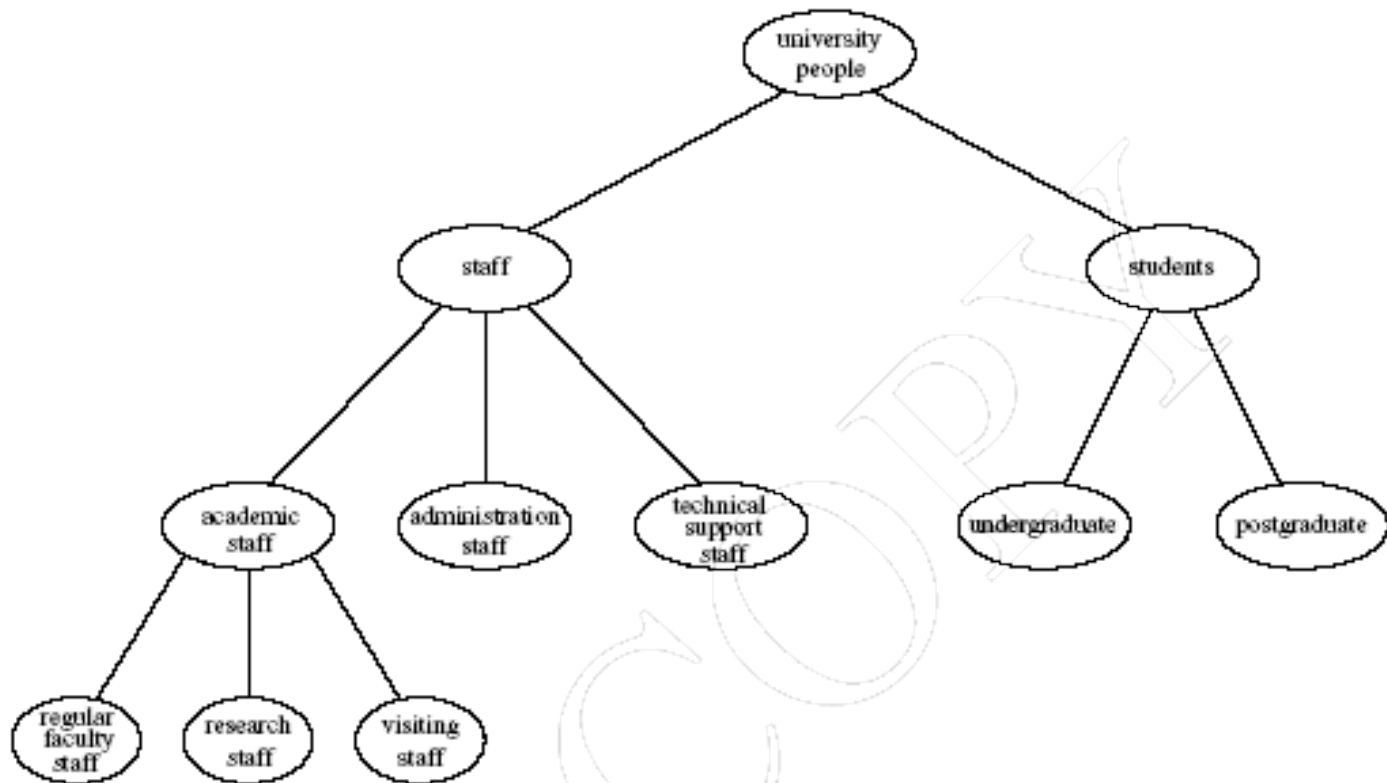 university
people
staff
students
academic
staff
administration
staff
technical
support
staff
undergraduate
postgraduate
regular
faculty
staff
research
staff
visiting
staff
COPY